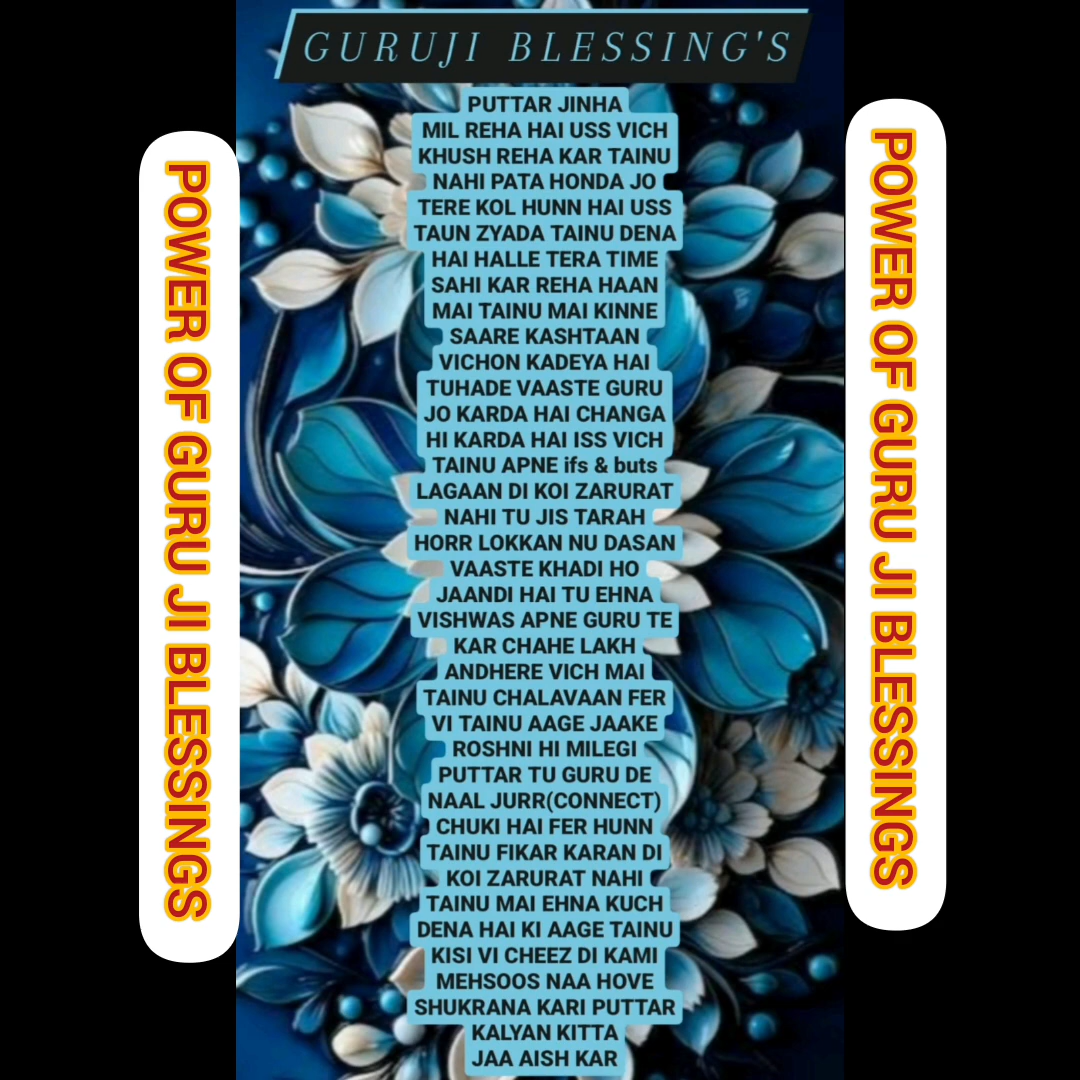 GURUJI BLESSING'S
PUTTAR JINHA
MIL REHA HAI USS VICH
KHUSH REHA KAR TAINU
NAHI PATA HONDA JO
TERE KOL HUNN HAI USS
TAUN ZYADA TAINU DENA
HAI HALLE TERA TIME
SAHI KAR REHA HAAN
MAI TAINU MAI KINNE
SAARE KASHTAAN
VICHON KADEYA HAI
TUHADE VAASTE GURU
JO KARDA HAI CHANGA
HI KARDA HAI ISS VICH
TAINU APNE ifs & buts
LAGAAN DI KOI ZARURAT
NAHI TU JIS TARAH
HORR LOKKAN NU DASAN
VAASTE KHADI HO
JAANDI HAI TU EHNA
VISHWAS APNE GURU TE
KAR CHAHE LAKH
ANDHERE VICH MAI
TAINU CHALAVAAN FER
VI TAINU AAGE JAAKE
ROSHNI HI MILEGI
PUTTAR TU GURU DE
NAAL JURR(CONNECT)
CHUKI HAI FER HUNN
TAINU FIKAR KARAN DI
KOI ZARURAT NAHI
TAINU MAI EHNA KUCH
DENA HAI KI AAGE TAINU
KISI VI CHEEZ DI KAMI
MEHSOOS NAA HOVE
SHUKRANA KARI PUTTAR
KALYAN KITTA
JAA AISH KAR
POWER OF GURU JI BLESSINGS
POWER OF GURU JI BLESSINGS